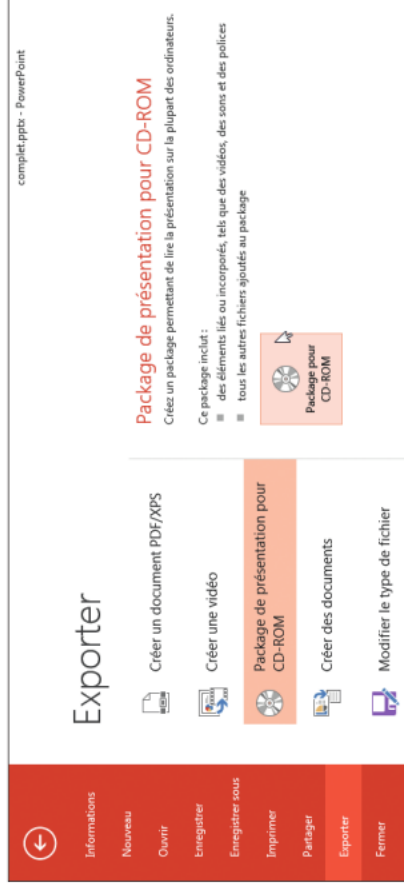 complet.pptx - PowerPoint
Informations
Nouveau
Ouvrir
Enregistrer
Enregistrer sous
Imprimer
Partager
Exporter
Fermer
Exporter
Créer un document PDF/XPS
Créer une vidéo
Package de présentation pour
CD-ROM
Créer des documents
Modifier le type de fichier
Package de présentation pour CD-ROM
Créez un package permettant de lire la présentation sur la plupart des ordinateurs.
Ce package inclut :
des éléments liés ou incorporés, tels que des vidéos, des sons et des polices
tous les autres fichiers ajoutés au package
Package pour
CD-ROM